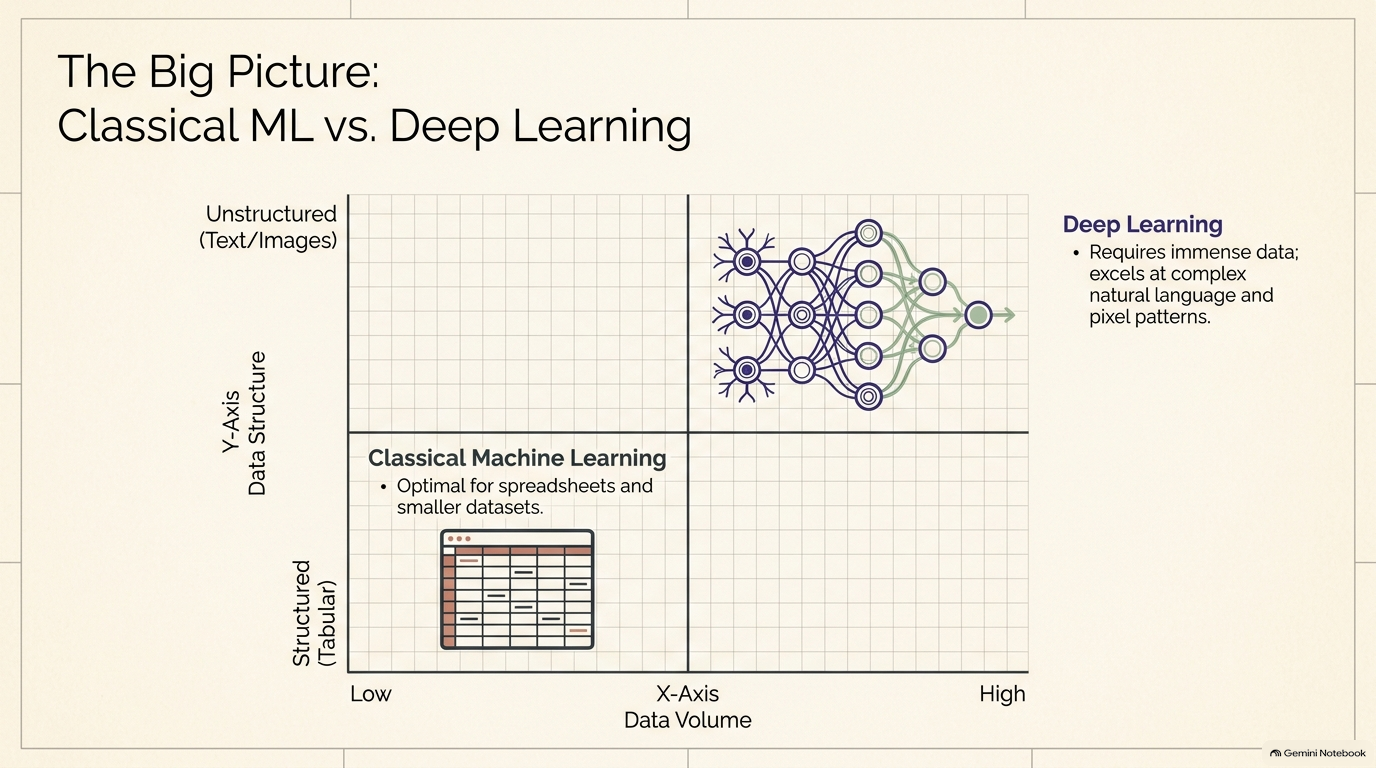 The Big Picture:
Classical ML vs. Deep Learning
Unstructured
(Text/Images)
Y-Axis
Data Structure
Structured
(Tabular)
Deep Learning
• Requires immense data;
excels at complex
natural language and
pixel patterns.
Classical Machine Learning
• Optimal for spreadsheets and
smaller datasets.
Low
X-Axis
High
Data Volume
Gemini Notebook